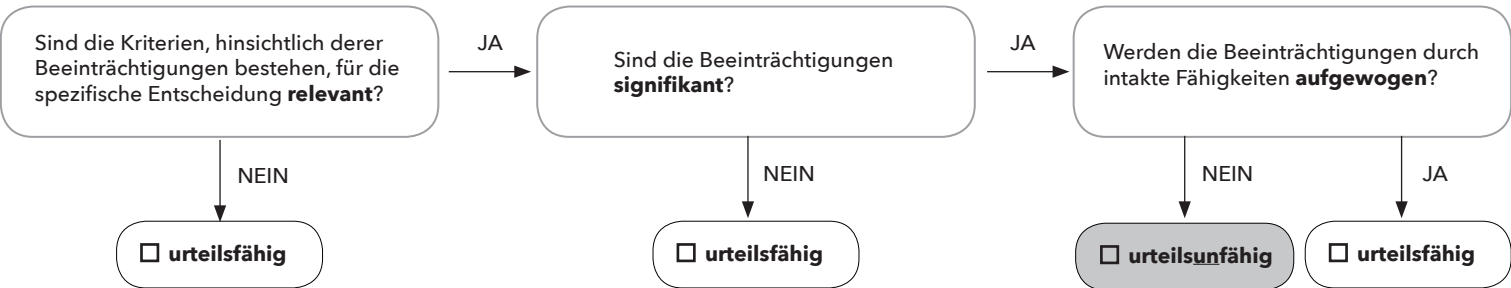 Sind die Kriterien, hinsichtlich derer
Beeinträchtigungen bestehen, für die
spezifische Entscheidung relevant?
JA
Sind die Beeinträchtigungen
signifikant?
JA
Werden die Beeinträchtigungen durch
intakte Fähigkeiten aufgewogen?
NEIN
NEIN
NEIN
JA
☐ urteilsfähig
☐ urteilsfähig
☐ urteilsunfähig
☐ urteilsfähig